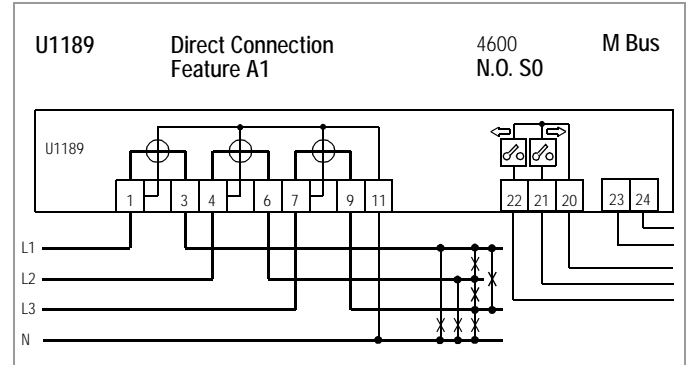 U1189 Direct Connection 4600 M Bus
Feature A1 N.O. S0
U1189
1 3 4 6 7 9 11 22 21 20 23 24
L1
L2
L3
N